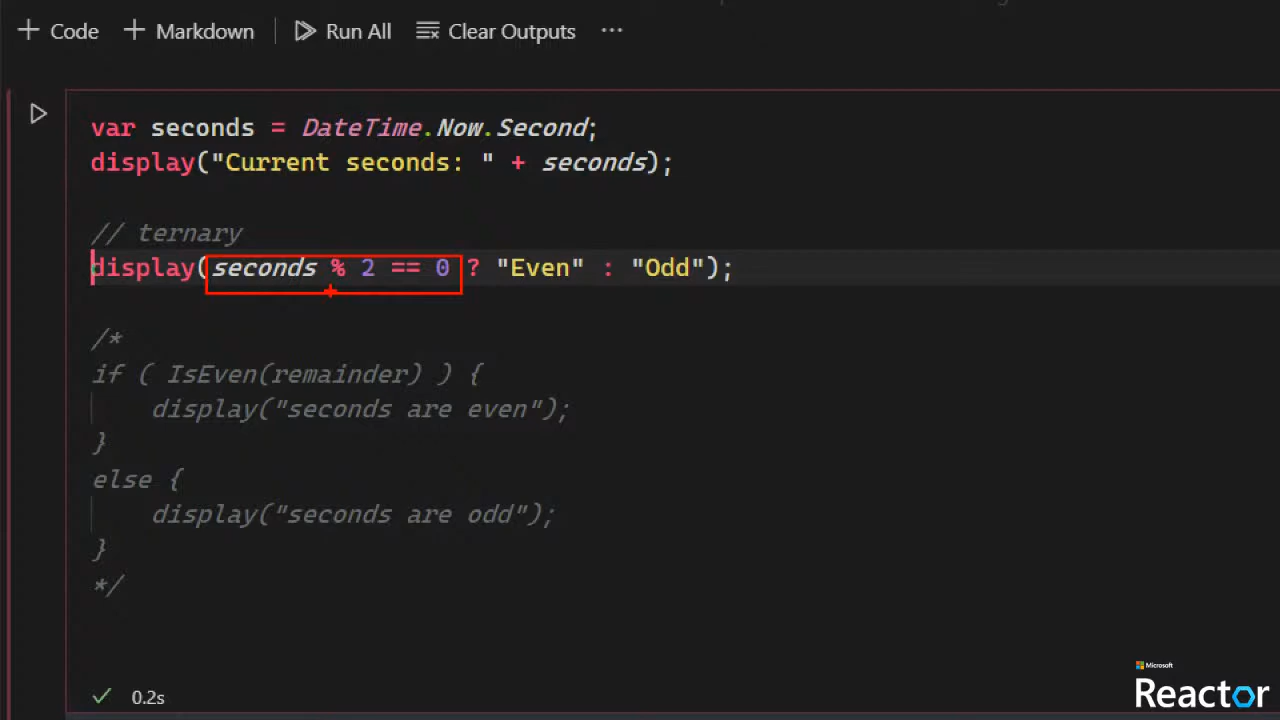 Code Markdown Run All Clear Outputs ...
var seconds = DateTime.Now.Second;
display("Current seconds: " + seconds);
// ternary
display(seconds % 2 == 0 ? "Even" : "Odd");
/*
if ( IsEven(remainder) ) {
display("seconds are even");
}
else {
display("seconds are odd");
}
*/
0.2s
Microsoft
Reactor